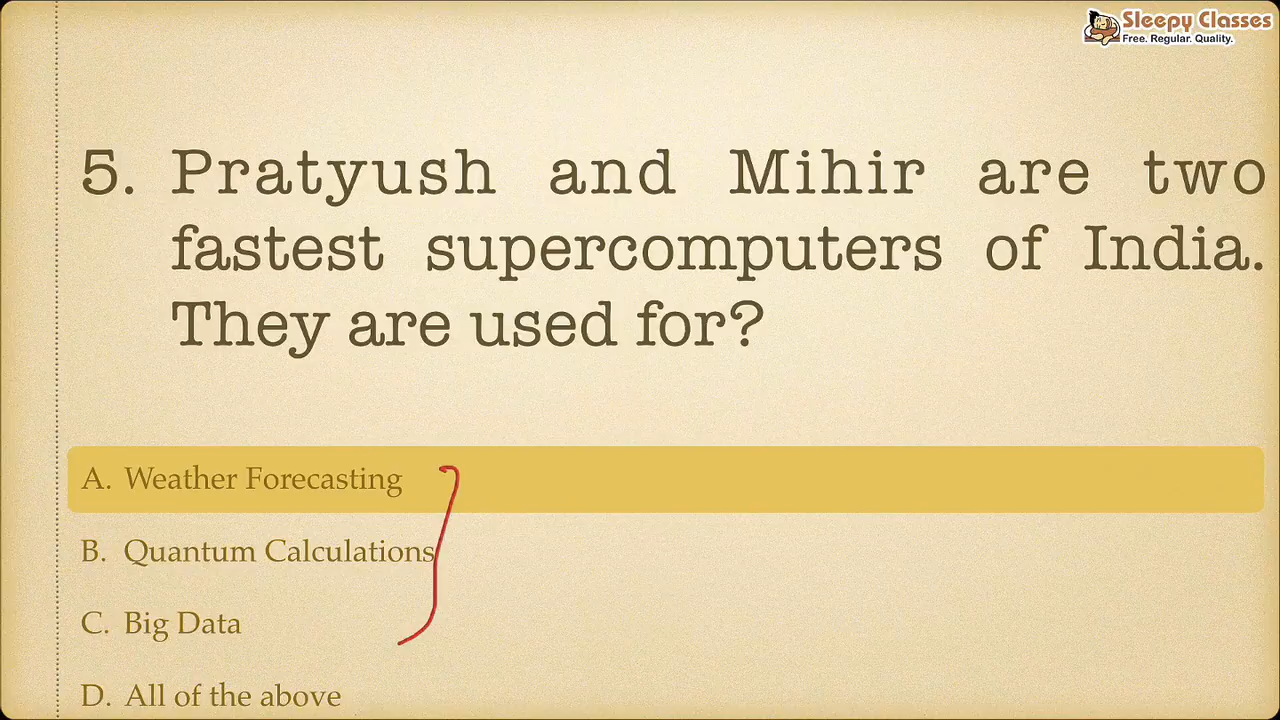 Sleepy Classes
Free. Regular. Quality.
5. Pratyush and Mihir are two
fastest supercomputers of India.
They are used for?
A. Weather Forecasting
B. Quantum Calculations
C. Big Data
D. All of the above